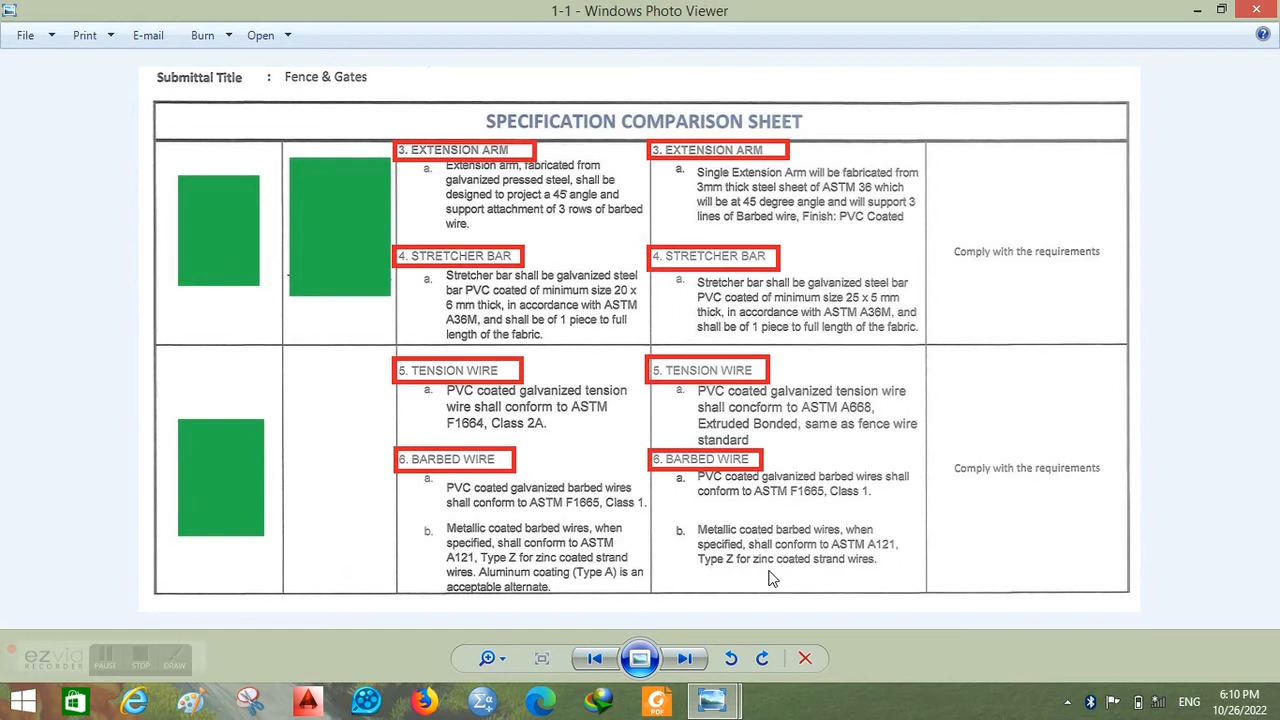 1-1 - Windows Photo Viewer
File Print E-mail Burn Open
Submittal Title : Fence & Gates
SPECIFICATION COMPARISON SHEET
3. EXTENSION ARM
a. Extension arm, fabricated from
galvanized pressed steel, shall be
designed to project a 45° angle and
support attachment of 3 rows of barbed
wire.
4. STRETCHER BAR
a. Stretcher bar shall be galvanized steel
bar PVC coated of minimum size 20 x
6 mm thick, in accordance with ASTM
A36M, and shall be of 1 piece to full
length of the fabric.
3. EXTENSION ARM
a. Single Extension Arm will be fabricated from
3mm thick steel sheet of ASTM 36 which
will be at 45 degree angle and will support 3
lines of Barbed wire, Finish: PVC Coated
4. STRETCHER BAR
a. Stretcher bar shall be galvanized steel bar
PVC coated of minimum size 25 x 5 mm
thick, in accordance with ASTM A36M, and
shall be of 1 piece to full length of the fabric.
Comply with the requirements
5. TENSION WIRE
a. PVC coated galvanized tension
wire shall conform to ASTM
F1664, Class 2A.
6. BARBED WIRE
a. PVC coated galvanized barbed wires
shall conform to ASTM F1665, Class 1.
b. Metallic coated barbed wires, when
specified, shall conform to ASTM
A121, Type Z for zinc coated strand
wires. Aluminum coating (Type A) is an
acceptable alternate.
5. TENSION WIRE
a. PVC coated galvanized tension wire
shall concform to ASTM A668,
Extruded Bonded, same as fence wire
standard
6. BARBED WIRE
a. PVC coated galvanized barbed wires shall
conform to ASTM F1665, Class 1.
b. Metallic coated barbed wires, when
specified, shall conform to ASTM A121,
Type Z for zinc coated strand wires.
Comply with the requirements
ezvid
RECORDER
PAUSE STOP DRAW
PDF
ENG
6:10 PM
10/26/2022